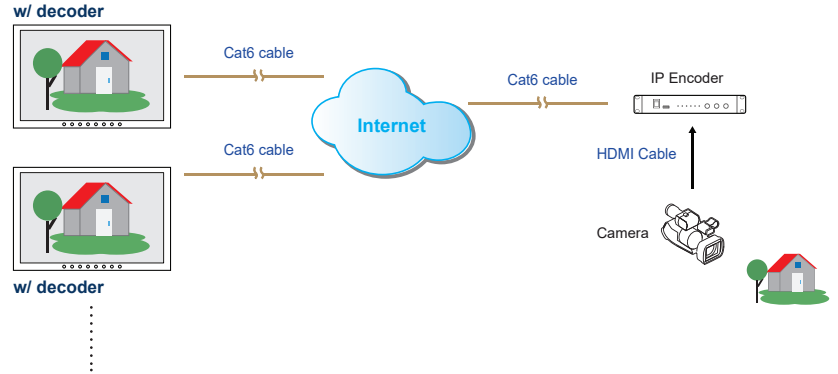 w/ decoder
Cat6 cable
Cat6 cable
IP Encoder
Internet
Cat6 cable
HDMI Cable
Camera
w/ decoder